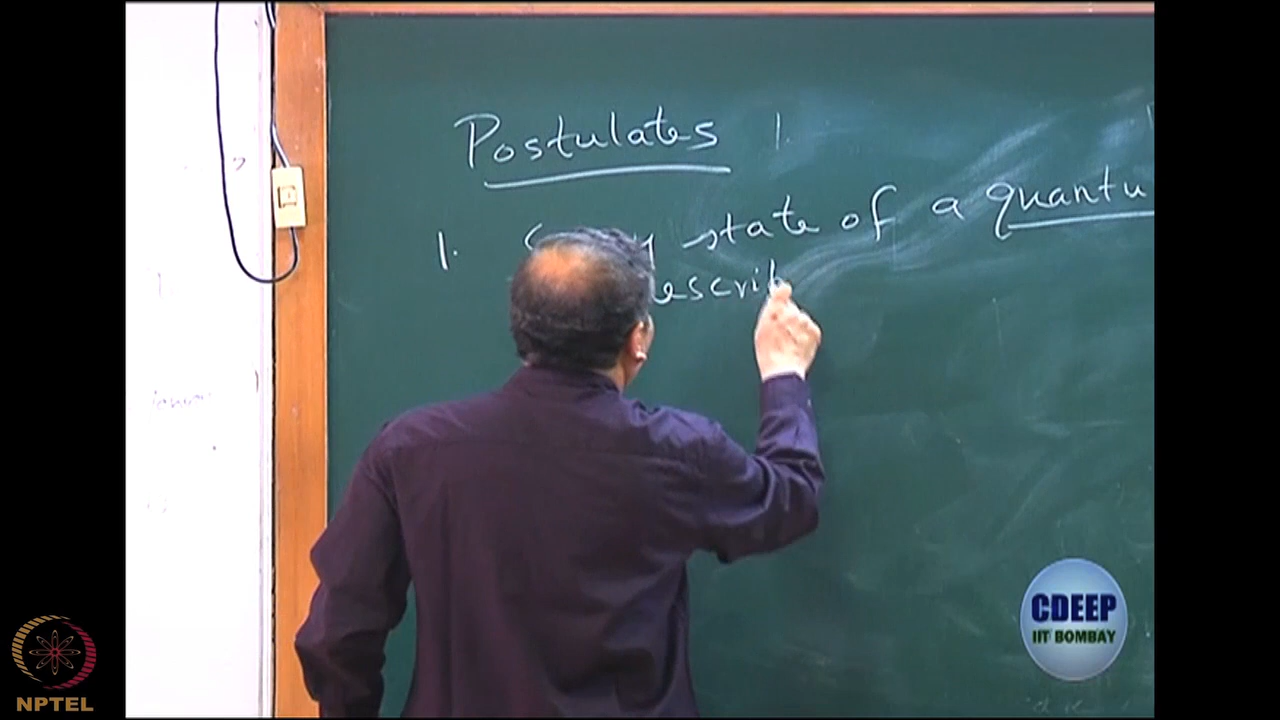 Postulates 1.
1. state of a quantu
escrib
CDEEP
IIT BOMBAY
NPTEL